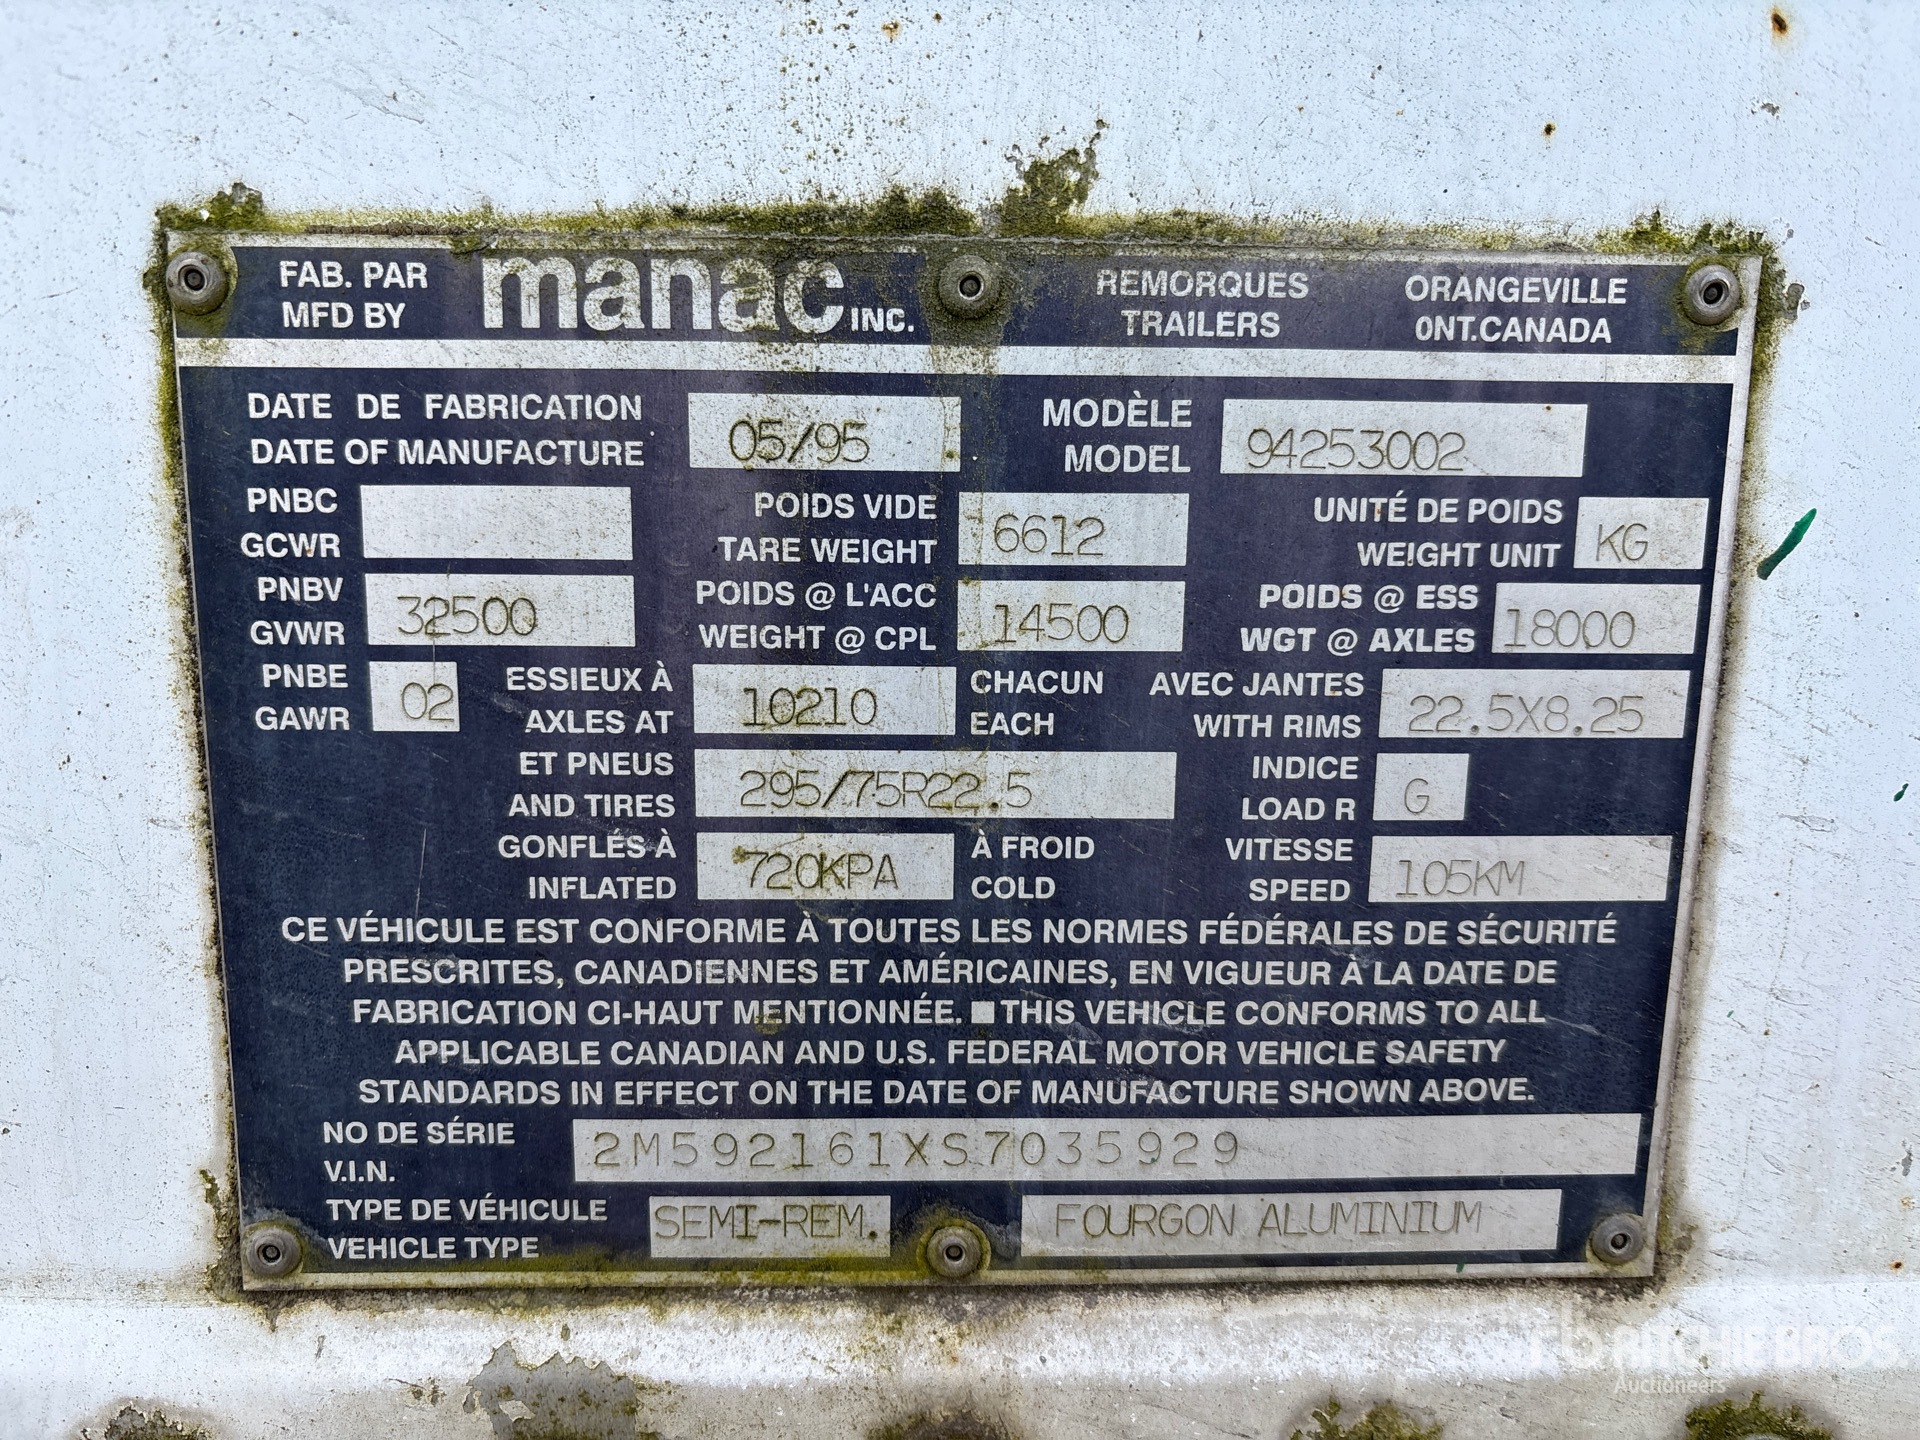 FAB. PAR manac INC. REMORQUES ORANGEVILLE
MFD BY TRAILERS ONT. CANADA
DATE DE FABRICATION 05/95 MODÈLE 94253002
DATE OF MANUFACTURE MODEL
PNBC POIDS VIDE 6612 UNITÉ DE POIDS KG
GCWR TARE WEIGHT WEIGHT UNIT
PNBV 32500 POIDS @ L'ACC 14500 POIDS @ ESS 18000
GVWR WEIGHT @ CPL WGT @ AXLES
PNBE 02 ESSIEUX À 10210 CHACUN AVEC JANTES 22.5X8.25
GAWR AXLES AT EACH WITH RIMS
ET PNEUS 295/75R22.5 INDICE G
AND TIRES LOAD R
GONFLÉS À 720KPA À FROID VITESSE 105KM
INFLATED COLD SPEED
CE VÉHICULE EST CONFORME À TOUTES LES NORMES FÉDÉRALES DE SÉCURITÉ
PRESCRITES, CANADIENNES ET AMÉRICAINES, EN VIGUEUR À LA DATE DE
FABRICATION CI-HAUT MENTIONNÉE. ■ THIS VEHICLE CONFORMS TO ALL
APPLICABLE CANADIAN AND U.S. FEDERAL MOTOR VEHICLE SAFETY
STANDARDS IN EFFECT ON THE DATE OF MANUFACTURE SHOWN ABOVE.
NO DE SÉRIE 2M592161XS7035929
V.I.N.
TYPE DE VÉHICULE SEMI-REM. FOURGON ALUMINIUM
VEHICLE TYPE
rb RITCHIE BROS
Auctioneers